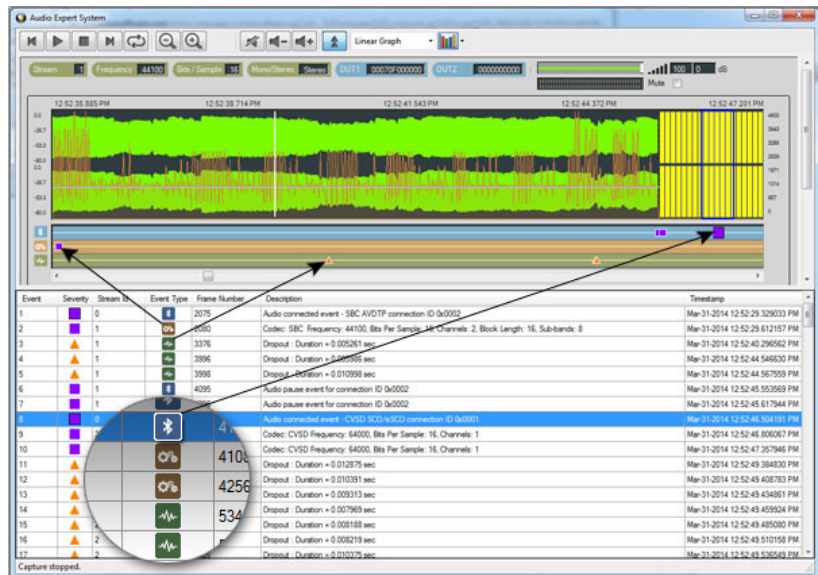 Audio Expert System
Linear Graph
Stream 1 Frequency 44100 Bits / Sample 16 Mono/Stereo Stereo DUT1 00070F000000 DUT2 0000000000 100 0 dB
Mute
12:52:35.885 PM 12:52:38.714 PM 12:52:41.543 PM 12:52:44.372 PM 12:52:47.201 PM
Event Severity Stream Id Event Type Frame Number Description Timestamp
1 0 2075 Audio connected event - SBC AVDTP connection ID 0x0002 Mar-31-2014 12:52:29.329033 PM
2 1 2080 Codec: SBC Frequency: 44100, Bits Per Sample: 16, Channels: 2, Block Length: 16, Sub-bands: 8 Mar-31-2014 12:52:29.612157 PM
3 1 3376 Dropout : Duration = 0.005261 sec Mar-31-2014 12:52:40.296562 PM
4 1 3996 Dropout : Duration = sec Mar-31-2014 12:52:44.546630 PM
5 1 3998 Dropout : Duration = 0.010998 sec Mar-31-2014 12:52:44.567559 PM
6 1 4095 Audio pause event for connection ID 0x0002 Mar-31-2014 12:52:45.553569 PM
7 1 Audio pause event for connection ID 0x0002 Mar-31-2014 12:52:45.617944 PM
8 0 Audio connected event - CVSD SCO/eSCO connection ID 0x0001 Mar-31-2014 12:52:46.504191 PM
9 4108 Codec: CVSD Frequency: 64000, Bits Per Sample: 16, Channels: 1 Mar-31-2014 12:52:46.806067 PM
10 4256 Codec: CVSD Frequency: 64000, Bits Per Sample: 16, Channels: 1 Mar-31-2014 12:52:47.357946 PM
11 534 Dropout : Duration = 0.012875 sec Mar-31-2014 12:52:49.384830 PM
12 Dropout : Duration = 0.010391 sec Mar-31-2014 12:52:49.408783 PM
13 Dropout : Duration = 0.009313 sec Mar-31-2014 12:52:49.434861 PM
14 Dropout : Duration = 0.007969 sec Mar-31-2014 12:52:49.459924 PM
15 Dropout : Duration = 0.008188 sec Mar-31-2014 12:52:49.485080 PM
16 2 Dropout : Duration = 0.008219 sec Mar-31-2014 12:52:49.510158 PM
17 2 Dropout : Duration = 0.010375 sec Mar-31-2014 12:52:49.536549 PM
Capture stopped.